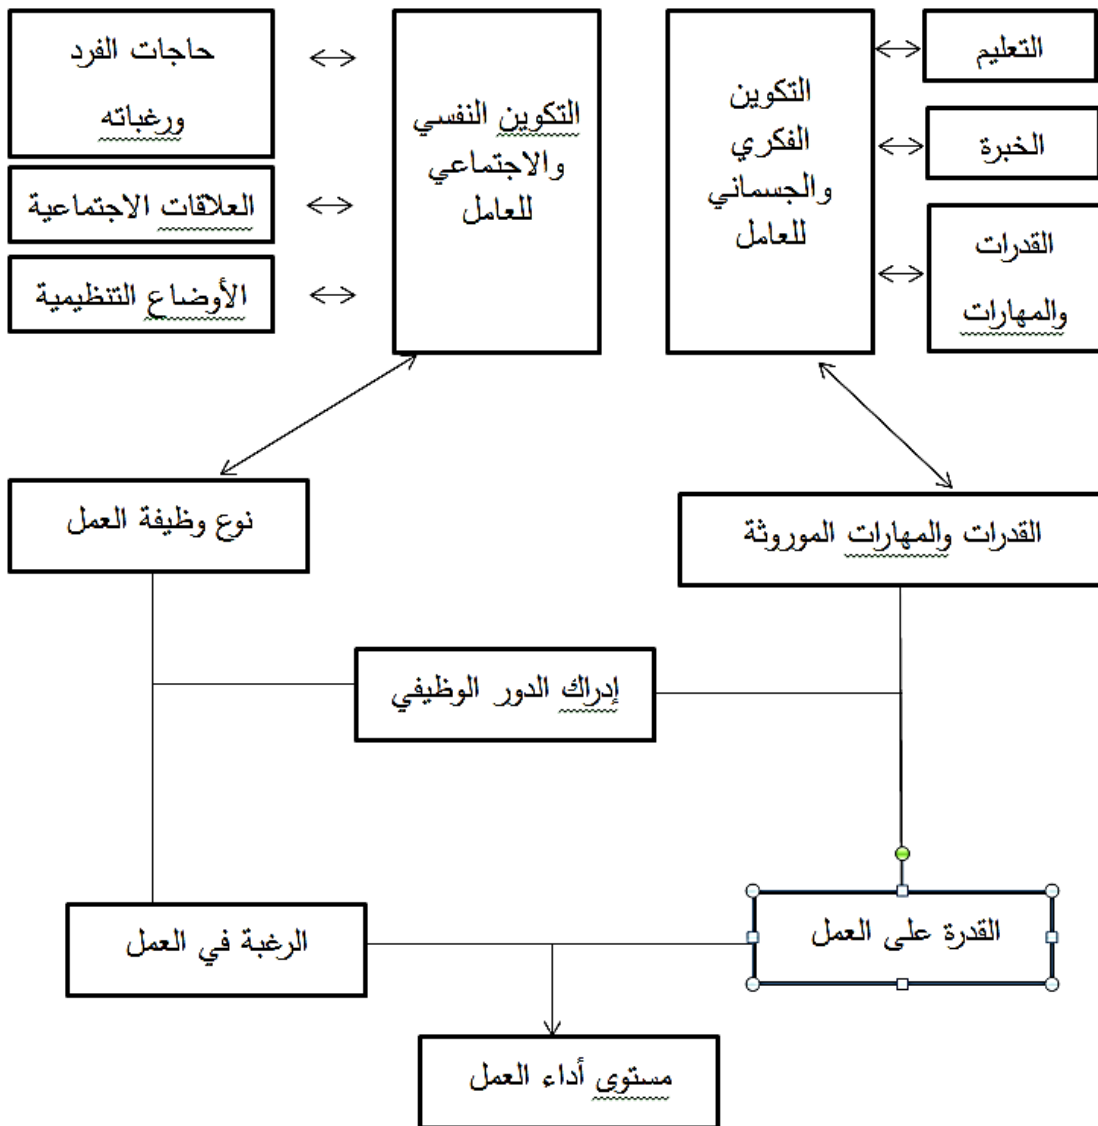 التعليم
الخبرة
القدرات
والمهارات
التكوين
الفكري
والجسماني
للعامل
التكوين النفسي
والاجتماعي
للعامل
حاجات الفرد
ورغباته
العلاقات الاجتماعية
الأوضاع التنظيمية
القدرات والمهارات الموروثة
نوع وظيفة العمل
إدراك الدور الوظيفي
القدرة على العمل
الرغبة في العمل
مستوى أداء العمل